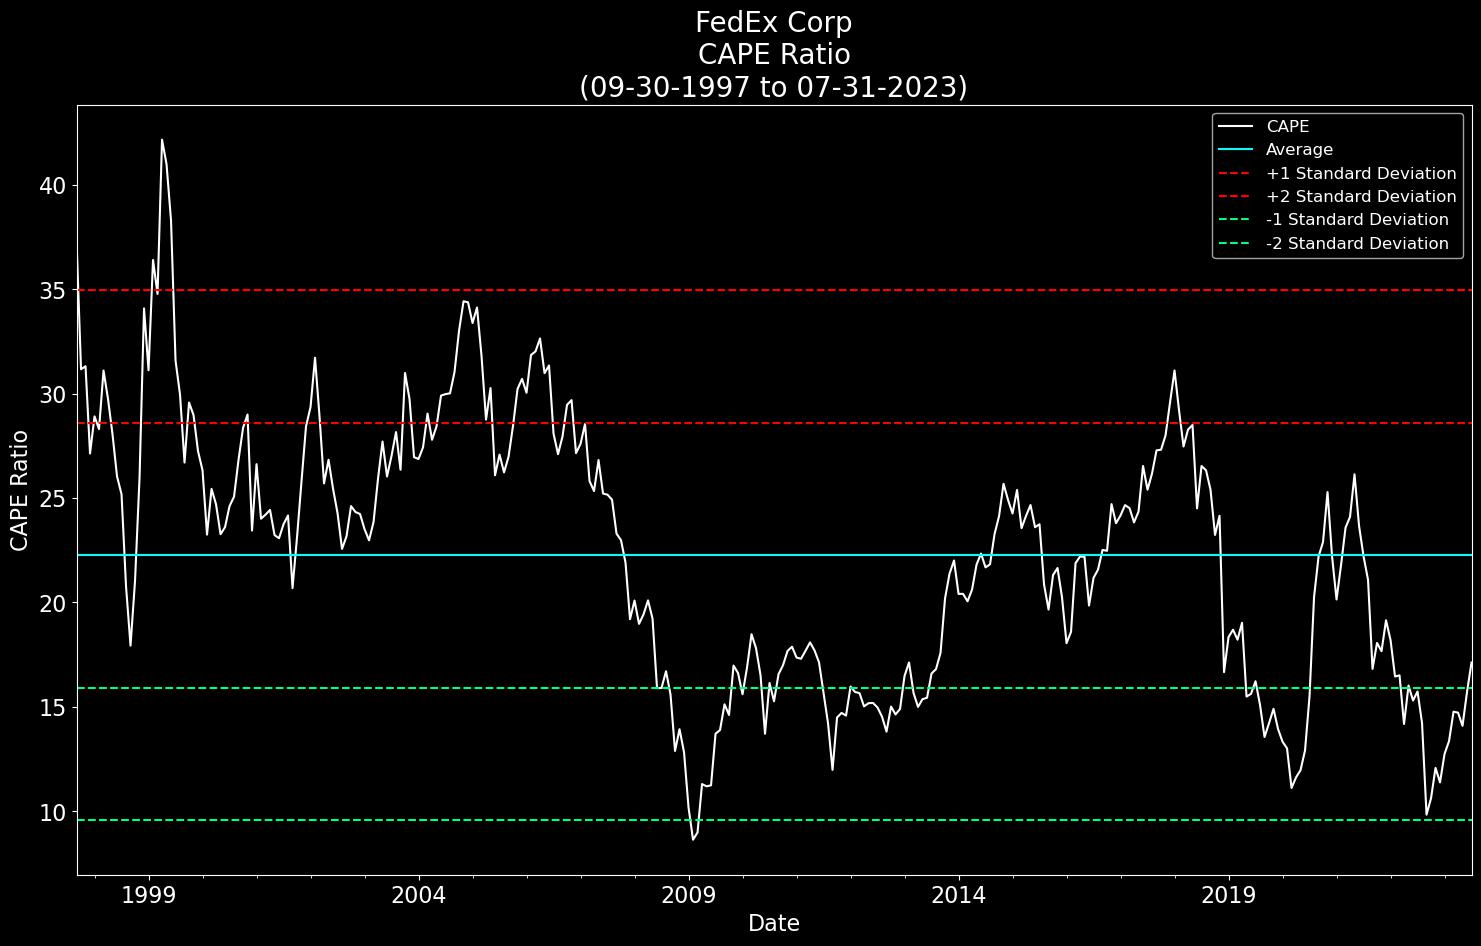 FedEx Corp
CAPE Ratio
(09-30-1997 to 07-31-2023)
CAPE
Average
+1 Standard Deviation
+2 Standard Deviation
-1 Standard Deviation
-2 Standard Deviation
CAPE Ratio
40
35
30
25
20
15
10
1999
2004
2009
2014
2019
Date